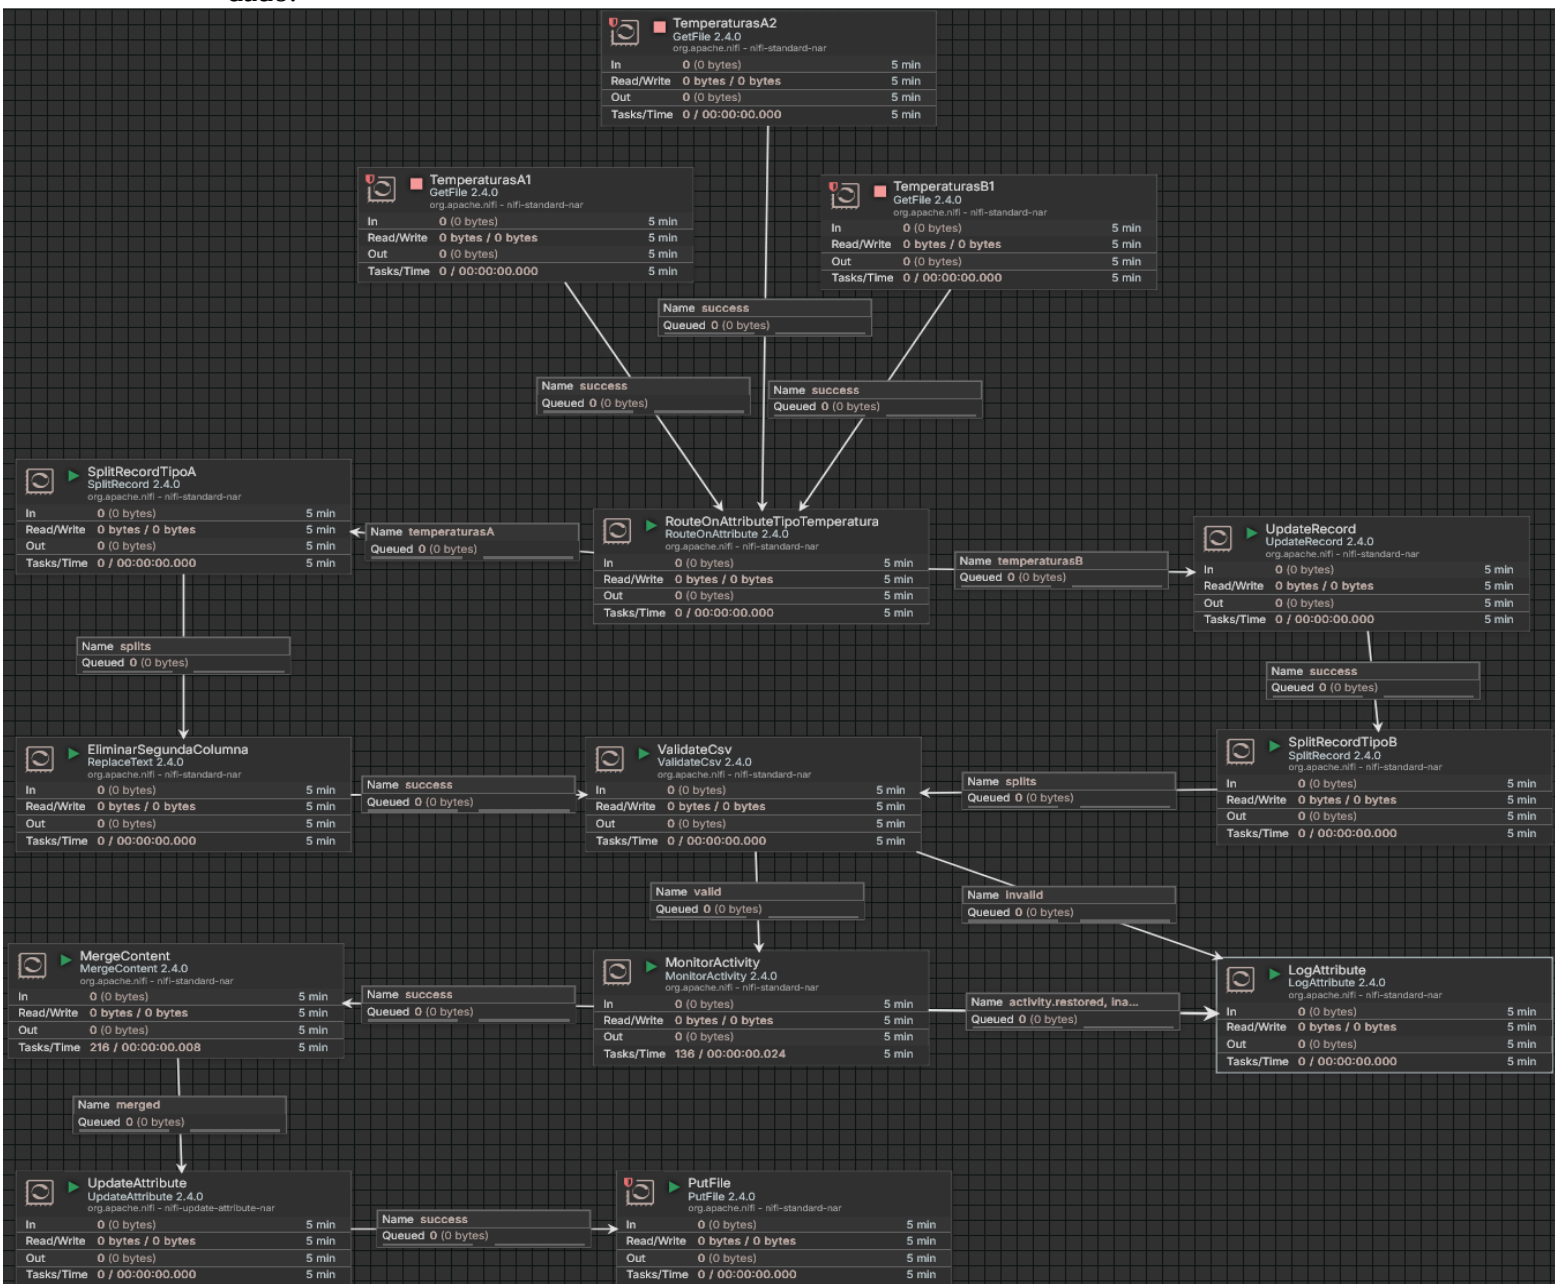 TemperaturasA2
GetFile 2.4.0
org.apache.nifi - nifi-standard-nar
In 0 (0 bytes) 5 min
Read/Write 0 bytes / 0 bytes 5 min
Out 0 (0 bytes) 5 min
Tasks/Time 0 / 00:00:00.000 5 min
TemperaturasA1
GetFile 2.4.0
org.apache.nifi - nifi-standard-nar
In 0 (0 bytes) 5 min
Read/Write 0 bytes / 0 bytes 5 min
Out 0 (0 bytes) 5 min
Tasks/Time 0 / 00:00:00.000 5 min
TemperaturasB1
GetFile 2.4.0
org.apache.nifi - nifi-standard-nar
In 0 (0 bytes) 5 min
Read/Write 0 bytes / 0 bytes 5 min
Out 0 (0 bytes) 5 min
Tasks/Time 0 / 00:00:00.000 5 min
Name success
Queued 0 (0 bytes)
Name success
Queued 0 (0 bytes)
Name success
Queued 0 (0 bytes)
SplitRecordTipoA
SplitRecord 2.4.0
org.apache.nifi - nifi-standard-nar
In 0 (0 bytes) 5 min
Read/Write 0 bytes / 0 bytes 5 min
Out 0 (0 bytes) 5 min
Tasks/Time 0 / 00:00:00.000 5 min
Name temperaturasA
Queued 0 (0 bytes)
RouteOnAttributeTipoTemperatura
RouteOnAttribute 2.4.0
org.apache.nifi - nifi-standard-nar
In 0 (0 bytes) 5 min
Read/Write 0 bytes / 0 bytes 5 min
Out 0 (0 bytes) 5 min
Tasks/Time 0 / 00:00:00.000 5 min
Name temperaturasB
Queued 0 (0 bytes)
UpdateRecord
UpdateRecord 2.4.0
org.apache.nifi - nifi-standard-nar
In 0 (0 bytes) 5 min
Read/Write 0 bytes / 0 bytes 5 min
Out 0 (0 bytes) 5 min
Tasks/Time 0 / 00:00:00.000 5 min
Name splits
Queued 0 (0 bytes)
Name success
Queued 0 (0 bytes)
EliminarSegundaColumna
ReplaceText 2.4.0
org.apache.nifi - nifi-standard-nar
In 0 (0 bytes) 5 min
Read/Write 0 bytes / 0 bytes 5 min
Out 0 (0 bytes) 5 min
Tasks/Time 0 / 00:00:00.000 5 min
Name success
Queued 0 (0 bytes)
ValidateCsv
ValidateCsv 2.4.0
org.apache.nifi - nifi-standard-nar
In 0 (0 bytes) 5 min
Read/Write 0 bytes / 0 bytes 5 min
Out 0 (0 bytes) 5 min
Tasks/Time 0 / 00:00:00.000 5 min
Name splits
Queued 0 (0 bytes)
SplitRecordTipoB
SplitRecord 2.4.0
org.apache.nifi - nifi-standard-nar
In 0 (0 bytes) 5 min
Read/Write 0 bytes / 0 bytes 5 min
Out 0 (0 bytes) 5 min
Tasks/Time 0 / 00:00:00.000 5 min
Name valid
Queued 0 (0 bytes)
Name invalid
Queued 0 (0 bytes)
MergeContent
MergeContent 2.4.0
org.apache.nifi - nifi-standard-nar
In 0 (0 bytes) 5 min
Read/Write 0 bytes / 0 bytes 5 min
Out 0 (0 bytes) 5 min
Tasks/Time 216 / 00:00:00.008 5 min
Name success
Queued 0 (0 bytes)
MonitorActivity
MonitorActivity 2.4.0
org.apache.nifi - nifi-standard-nar
In 0 (0 bytes) 5 min
Read/Write 0 bytes / 0 bytes 5 min
Out 0 (0 bytes) 5 min
Tasks/Time 136 / 00:00:00.024 5 min
Name activity.restored, ina...
Queued 0 (0 bytes)
LogAttribute
LogAttribute 2.4.0
org.apache.nifi - nifi-standard-nar
In 0 (0 bytes) 5 min
Read/Write 0 bytes / 0 bytes 5 min
Out 0 (0 bytes) 5 min
Tasks/Time 0 / 00:00:00.000 5 min
Name merged
Queued 0 (0 bytes)
UpdateAttribute
UpdateAttribute 2.4.0
org.apache.nifi - nifi-update-attribute-nar
In 0 (0 bytes) 5 min
Read/Write 0 bytes / 0 bytes 5 min
Out 0 (0 bytes) 5 min
Tasks/Time 0 / 00:00:00.000 5 min
Name success
Queued 0 (0 bytes)
PutFile
PutFile 2.4.0
org.apache.nifi - nifi-standard-nar
In 0 (0 bytes) 5 min
Read/Write 0 bytes / 0 bytes 5 min
Out 0 (0 bytes) 5 min
Tasks/Time 0 / 00:00:00.000 5 min